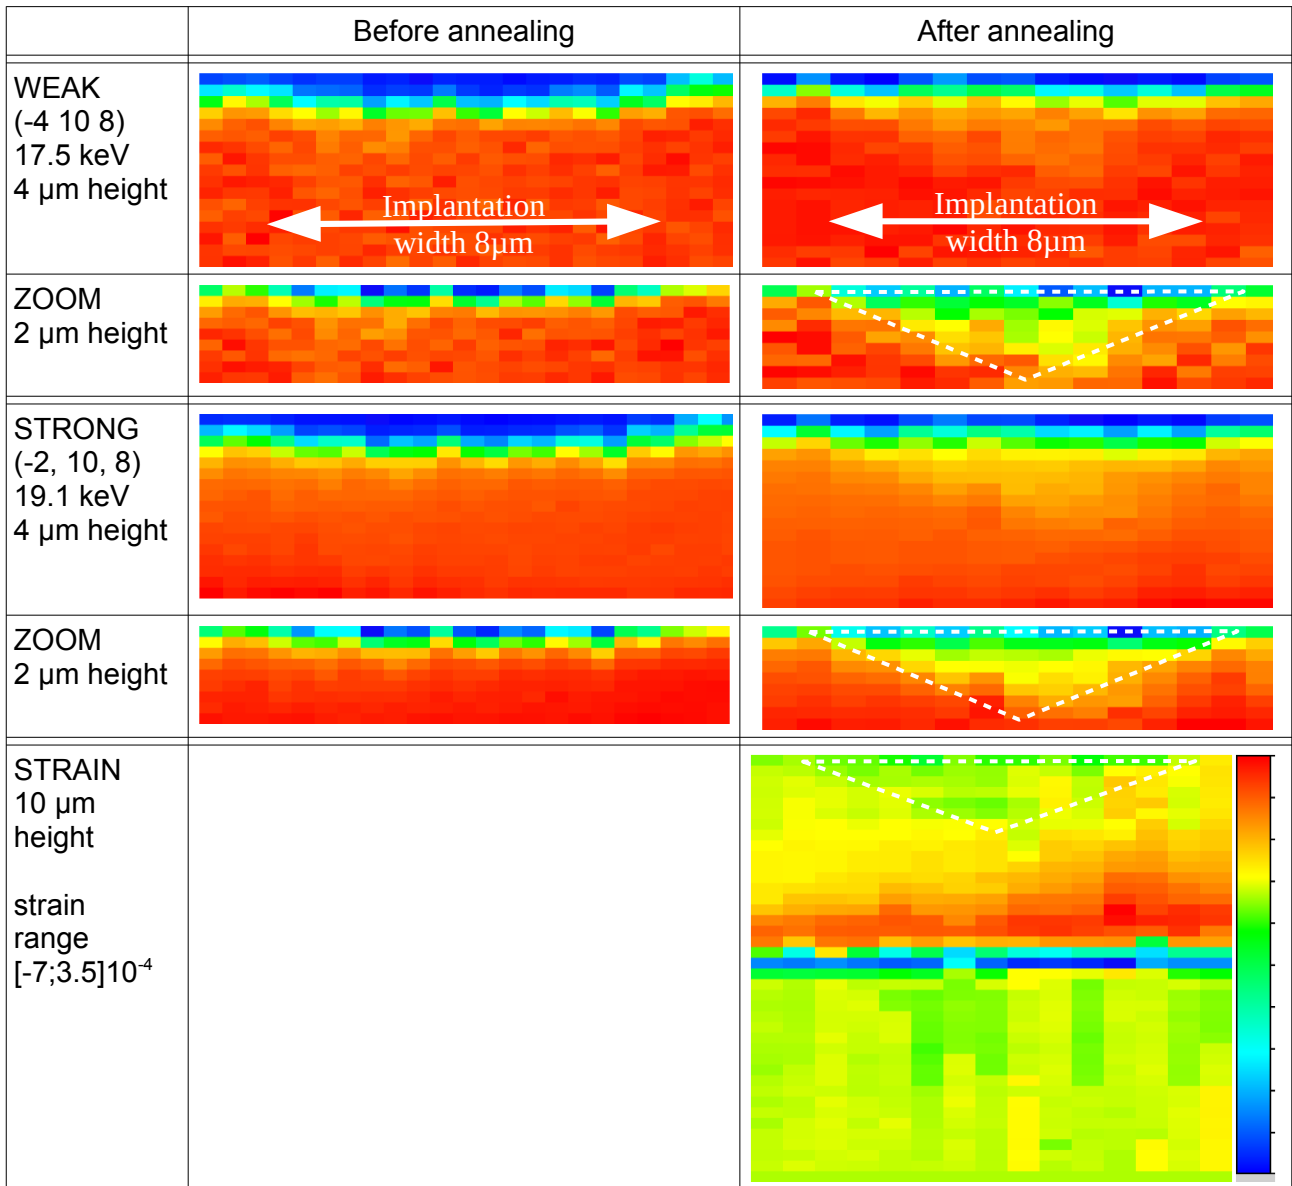 Before annealing
After annealing
WEAK
(-4 10 8)
17.5 keV
4 µm height
Implantation
width 8µm
Implantation
width 8µm
ZOOM
2 µm height
STRONG
(-2, 10, 8)
19.1 keV
4 µm height
ZOOM
2 µm height
STRAIN
10 µm
height
strain
range
[-7;3.5]10⁻⁴